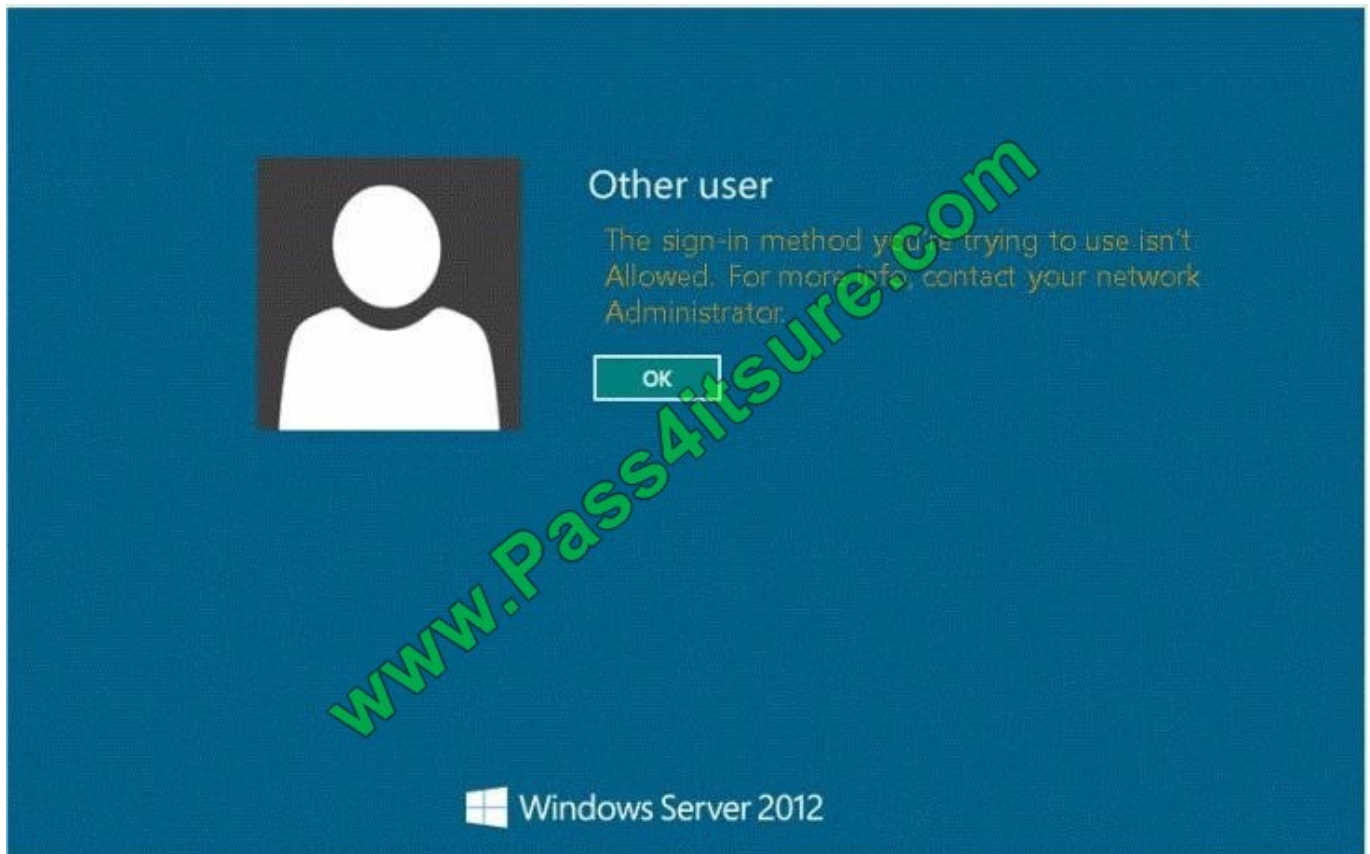 Other user
The sign-in method you're trying to use isn't
Allowed. For more info, contact your network
Administrator.
OK
www.Pass4itsure.com
Windows Server 2012